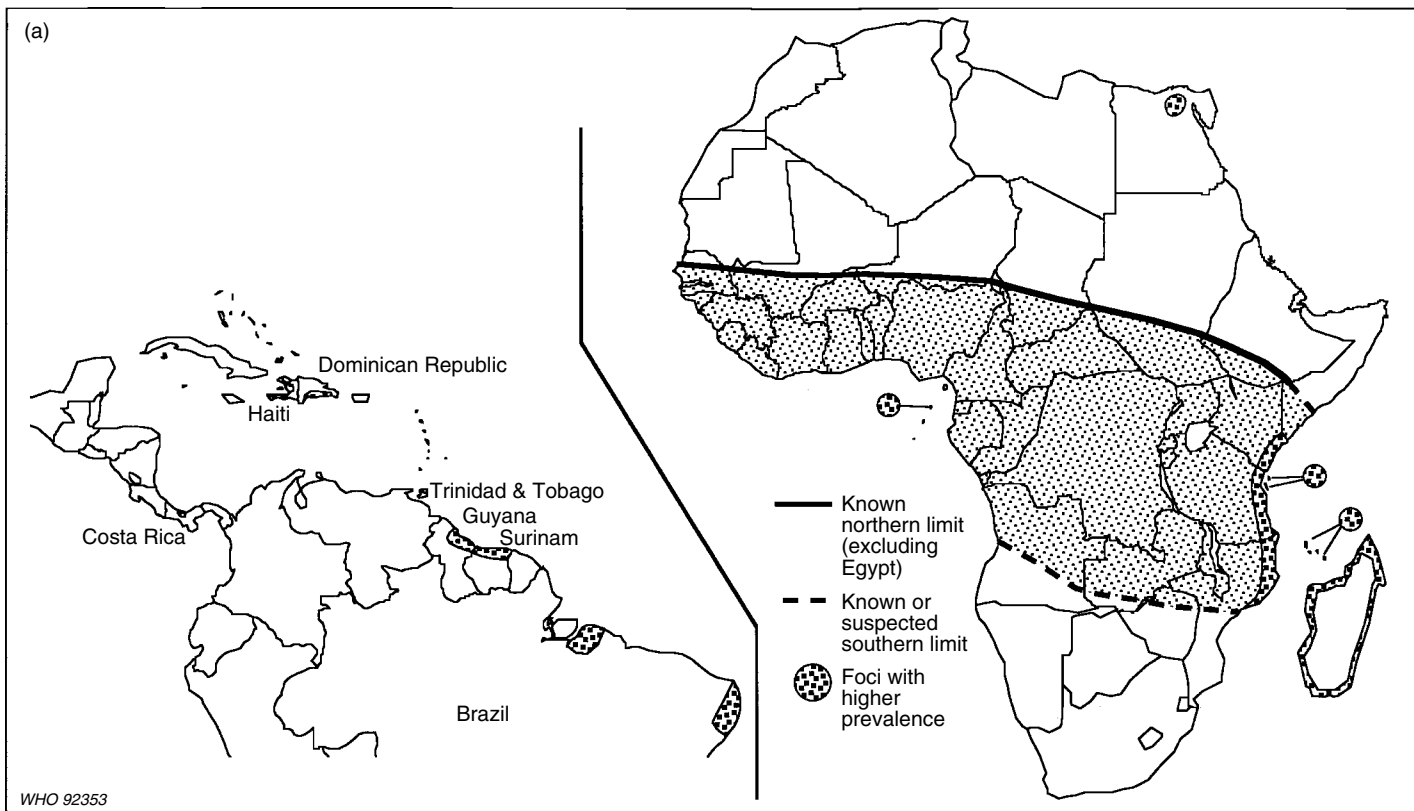 (a)
Dominican Republic
Haiti
Trinidad & Tobago
Guyana
Surinam
Costa Rica
Brazil
Known
northern limit
(excluding
Egypt)
Known or
suspected
southern limit
Foci with
higher
prevalence
WHO 92353